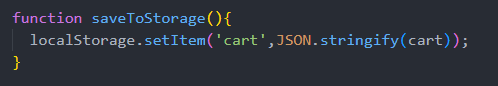 function saveToStorage(){
  localStorage.setItem('cart',JSON.stringify(cart));
}